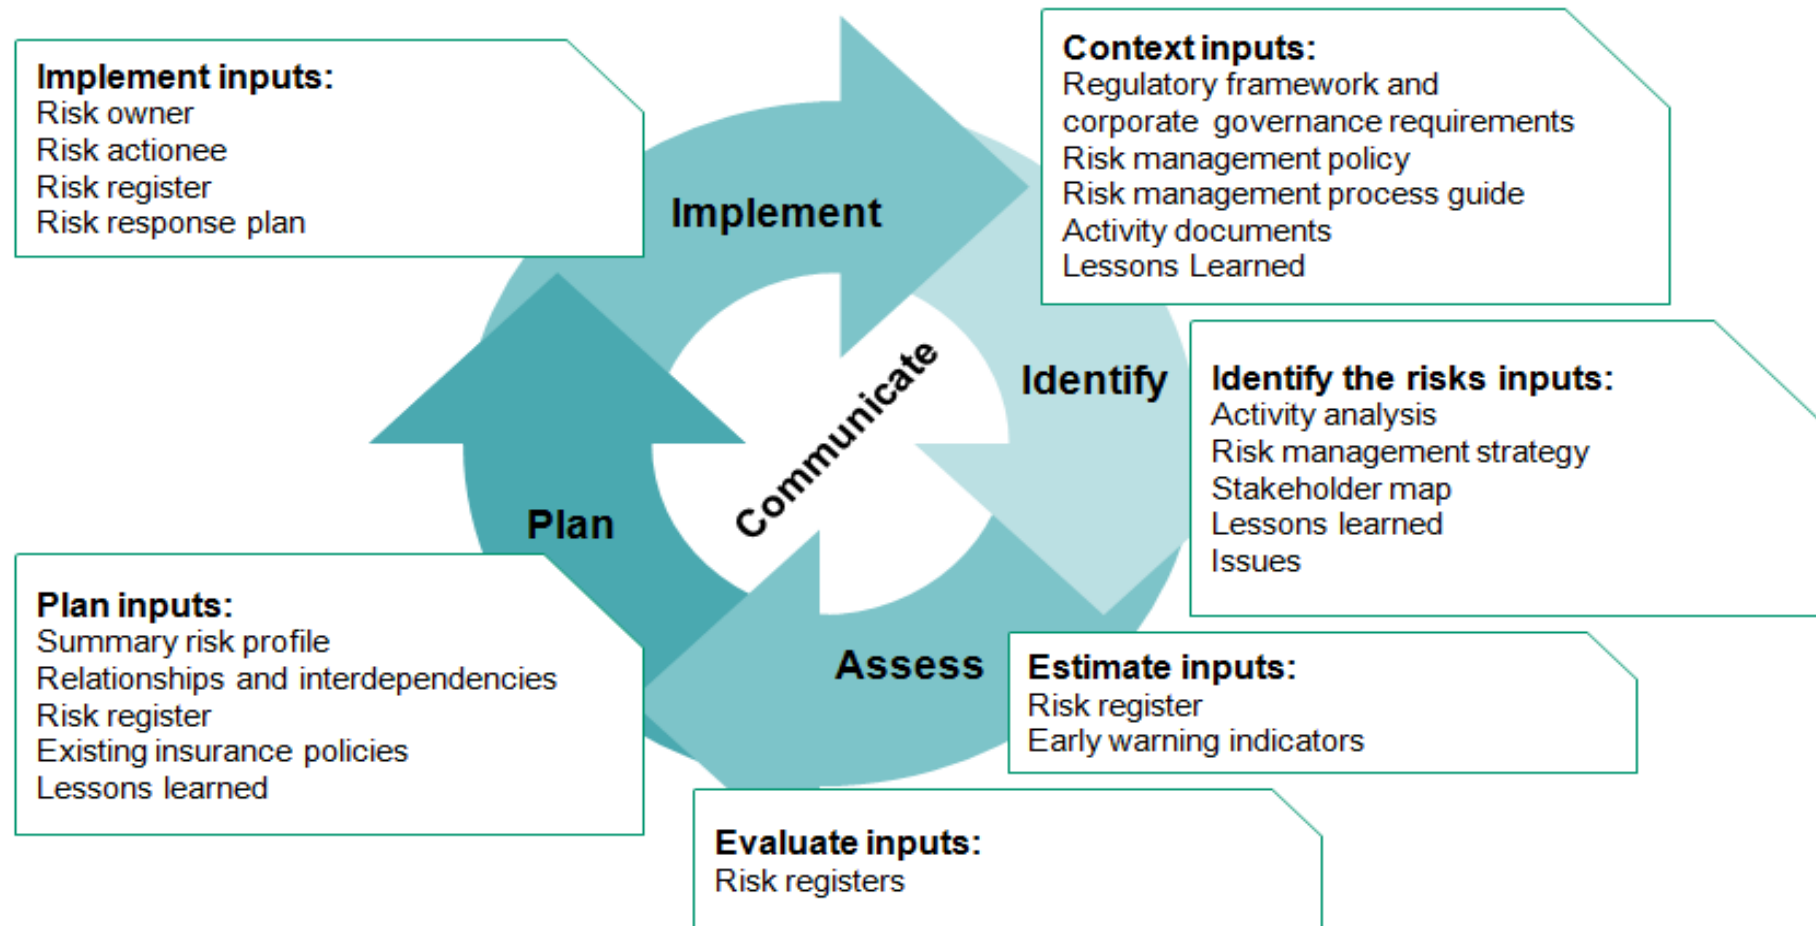 Implement inputs:
Risk owner
Risk actionee
Risk register
Risk response plan
Context inputs:
Regulatory framework and
corporate governance requirements
Risk management policy
Risk management process guide
Activity documents
Lessons Learned
Implement
Identify
Communicate
Plan
Assess
Identify the risks inputs:
Activity analysis
Risk management strategy
Stakeholder map
Lessons learned
Issues
Plan inputs:
Summary risk profile
Relationships and interdependencies
Risk register
Existing insurance policies
Lessons learned
Estimate inputs:
Risk register
Early warning indicators
Evaluate inputs:
Risk registers